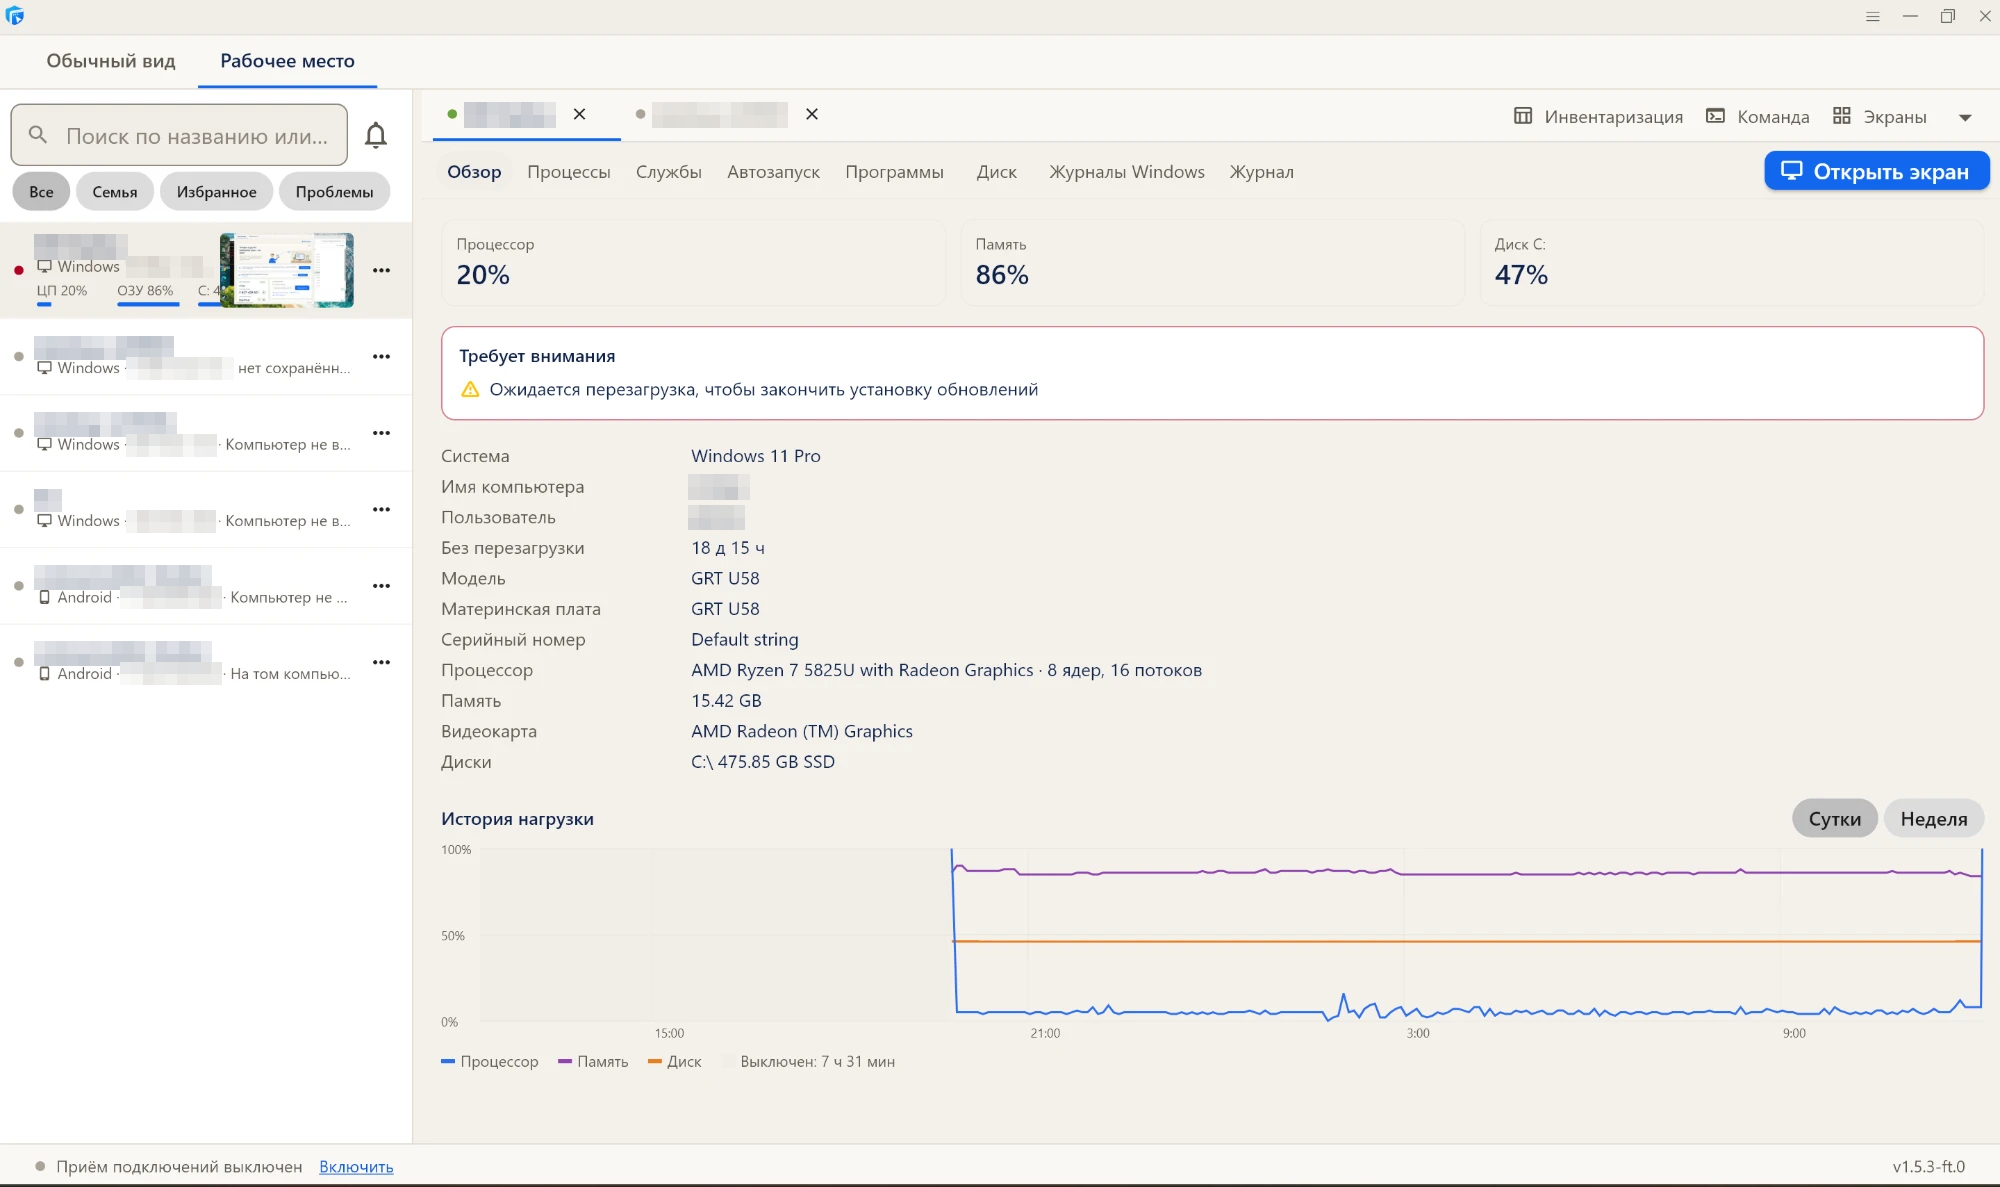 Обычный вид
Рабочее место
Поиск по названию или...
Все
Семья
Избранное
Проблемы
Windows
ЦП 20%
ОЗУ 86%
C: 4
Windows · нет сохранённ...
Windows · · Компьютер не в...
Windows · · Компьютер не в...
Android · · Компьютер не ...
Android · · На том компью...
Инвентаризация
Команда
Экраны
Обзор
Процессы
Службы
Автозапуск
Программы
Диск
Журналы Windows
Журнал
Открыть экран
Процессор
20%
Память
86%
Диск C:
47%
Требует внимания
Ожидается перезагрузка, чтобы закончить установку обновлений
Система Windows 11 Pro
Имя компьютера
Пользователь
Без перезагрузки 18 д 15 ч
Модель GRT U58
Материнская плата GRT U58
Серийный номер Default string
Процессор AMD Ryzen 7 5825U with Radeon Graphics · 8 ядер, 16 потоков
Память 15.42 GB
Видеокарта AMD Radeon (TM) Graphics
Диски C:\ 475.85 GB SSD
История нагрузки
Сутки
Неделя
100%
50%
0%
15:00
21:00
3:00
9:00
Процессор
Память
Диск
Выключен: 7 ч 31 мин
Приём подключений выключен
Включить
v1.5.3-ft.0